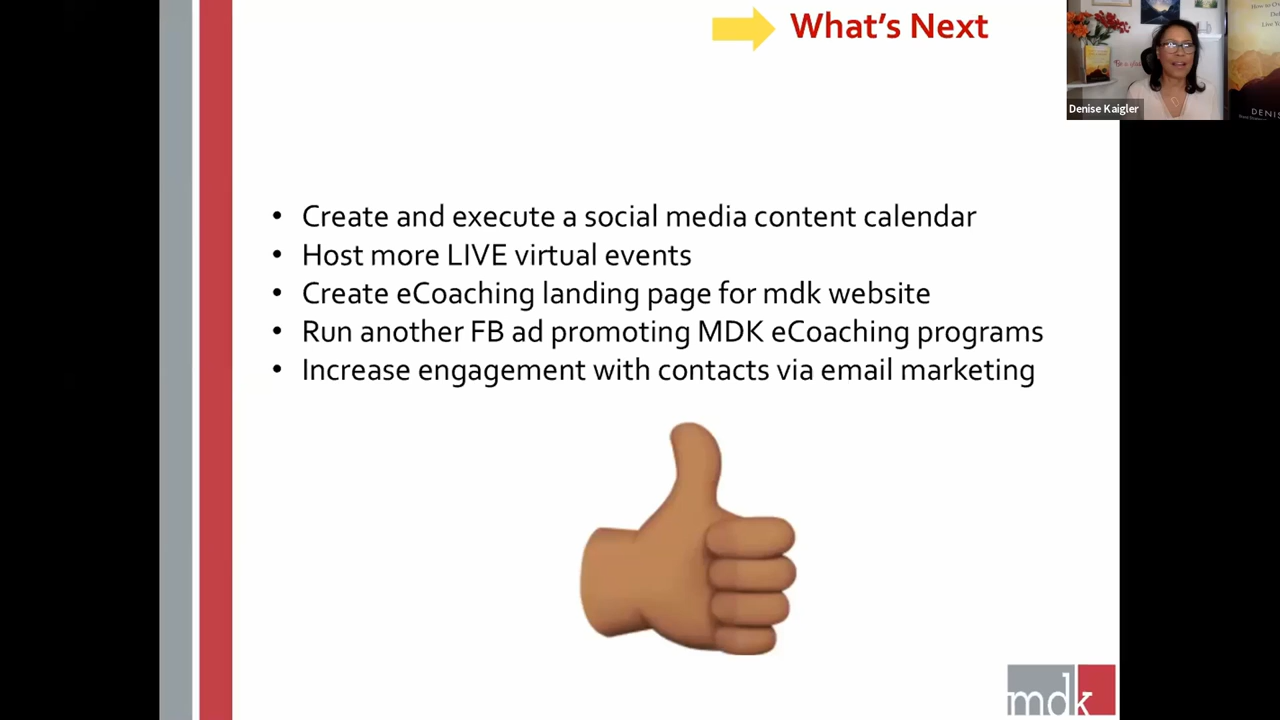 What's Next
Denise Kaigler
• Create and execute a social media content calendar
• Host more LIVE virtual events
• Create eCoaching landing page for mdk website
• Run another FB ad promoting MDK eCoaching programs
• Increase engagement with contacts via email marketing
mdk